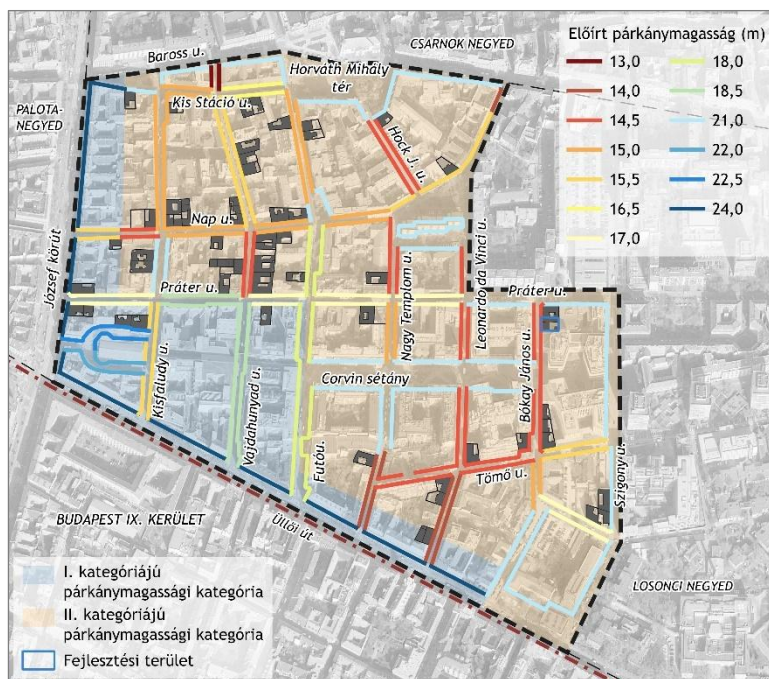 Előírt párkánymagasság (m)
13,0
14,0
14,5
15,0
15,5
16,5
17,0
18,0
18,5
21,0
22,0
22,5
24,0
CSARNOK NEGYED
Baross u.
Horváth Mihály
tér
PALOTA-
NEGYED
Kis Stáció u.
Hock J. u.
Nap u.
József körút
Práter u.
Nagy Templom u.
Leonardo da Vinci u.
Práter u.
Kisfaludy u.
Vajdahunyad u.
Futó u.
Corvin sétány
Bókay János u.
Tömő u.
Szigony u.
Üllői út
BUDAPEST IX. KERÜLET
LOSONCI NEGYED
I. kategóriájú
párkánymagassági kategória
II. kategóriájú
párkánymagassági kategória
Fejlesztési terület